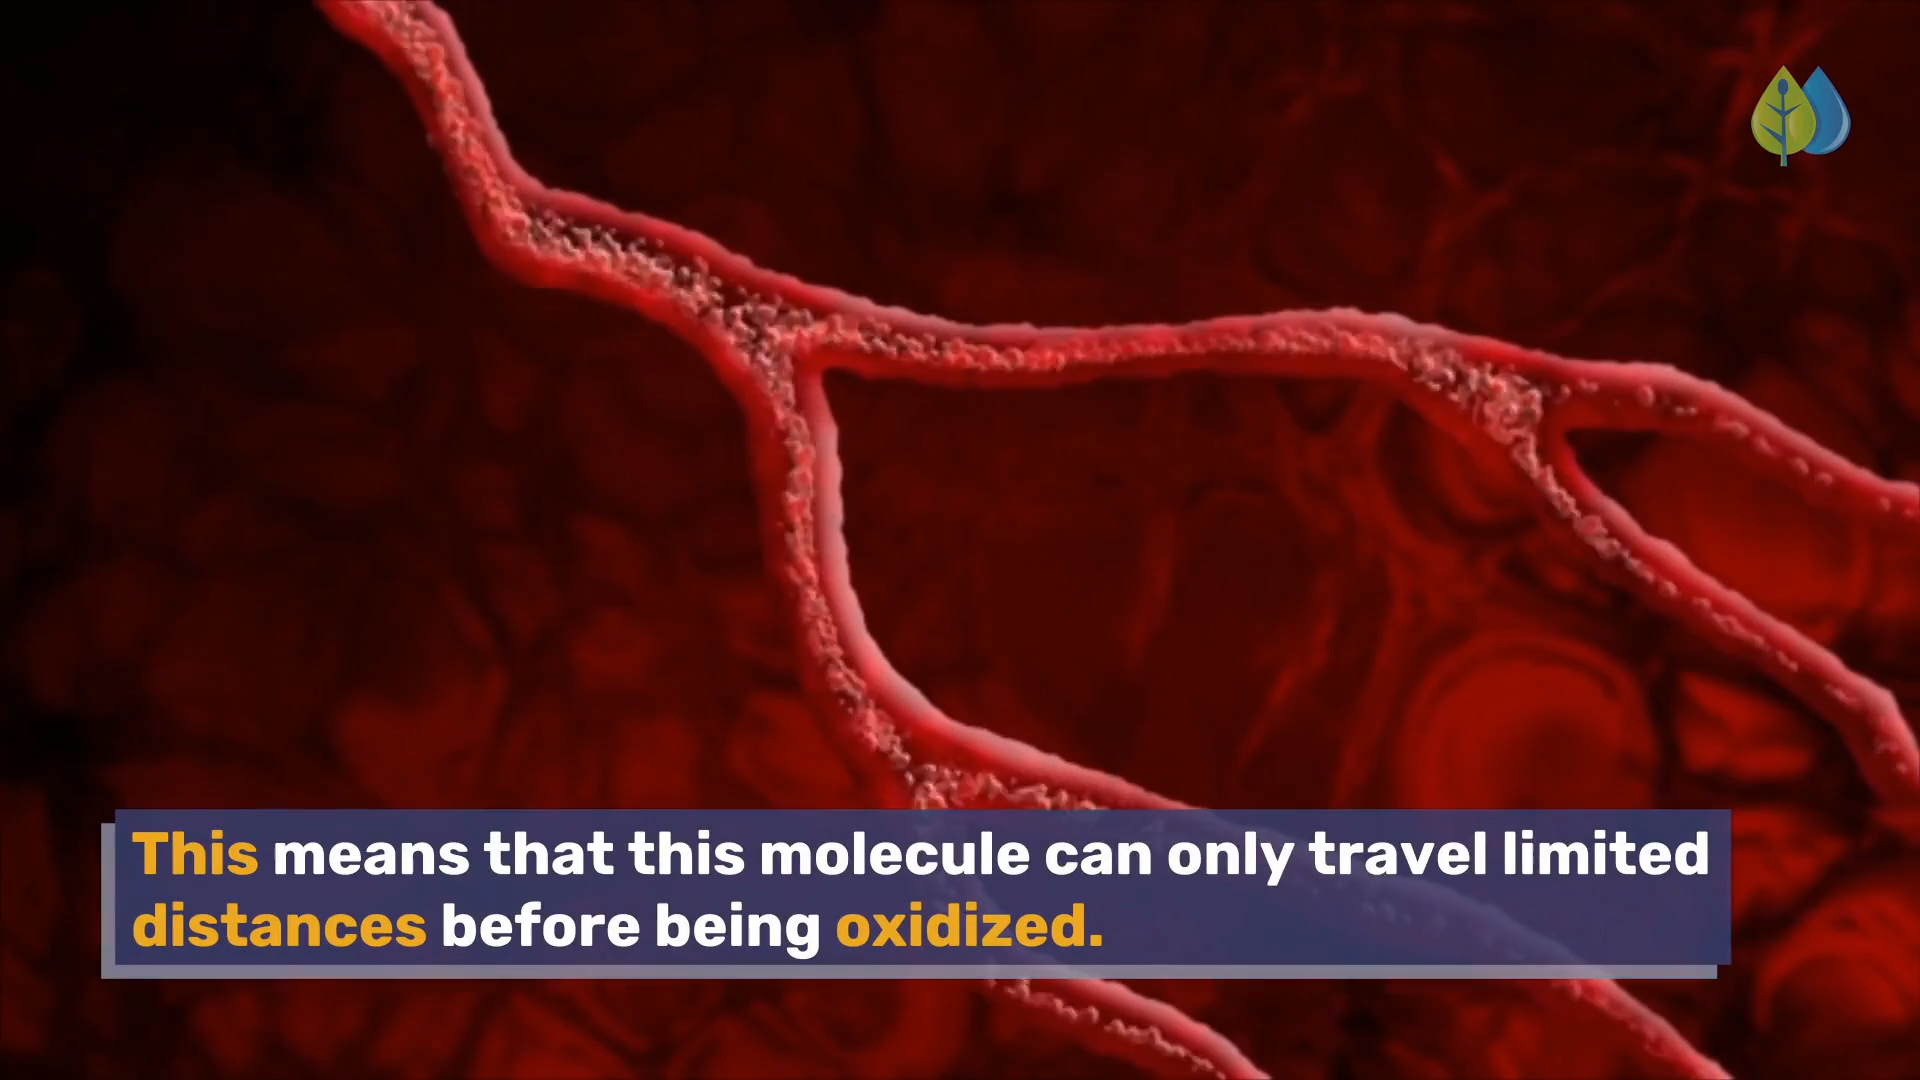 This means that this molecule can only travel limited
distances before being oxidized.